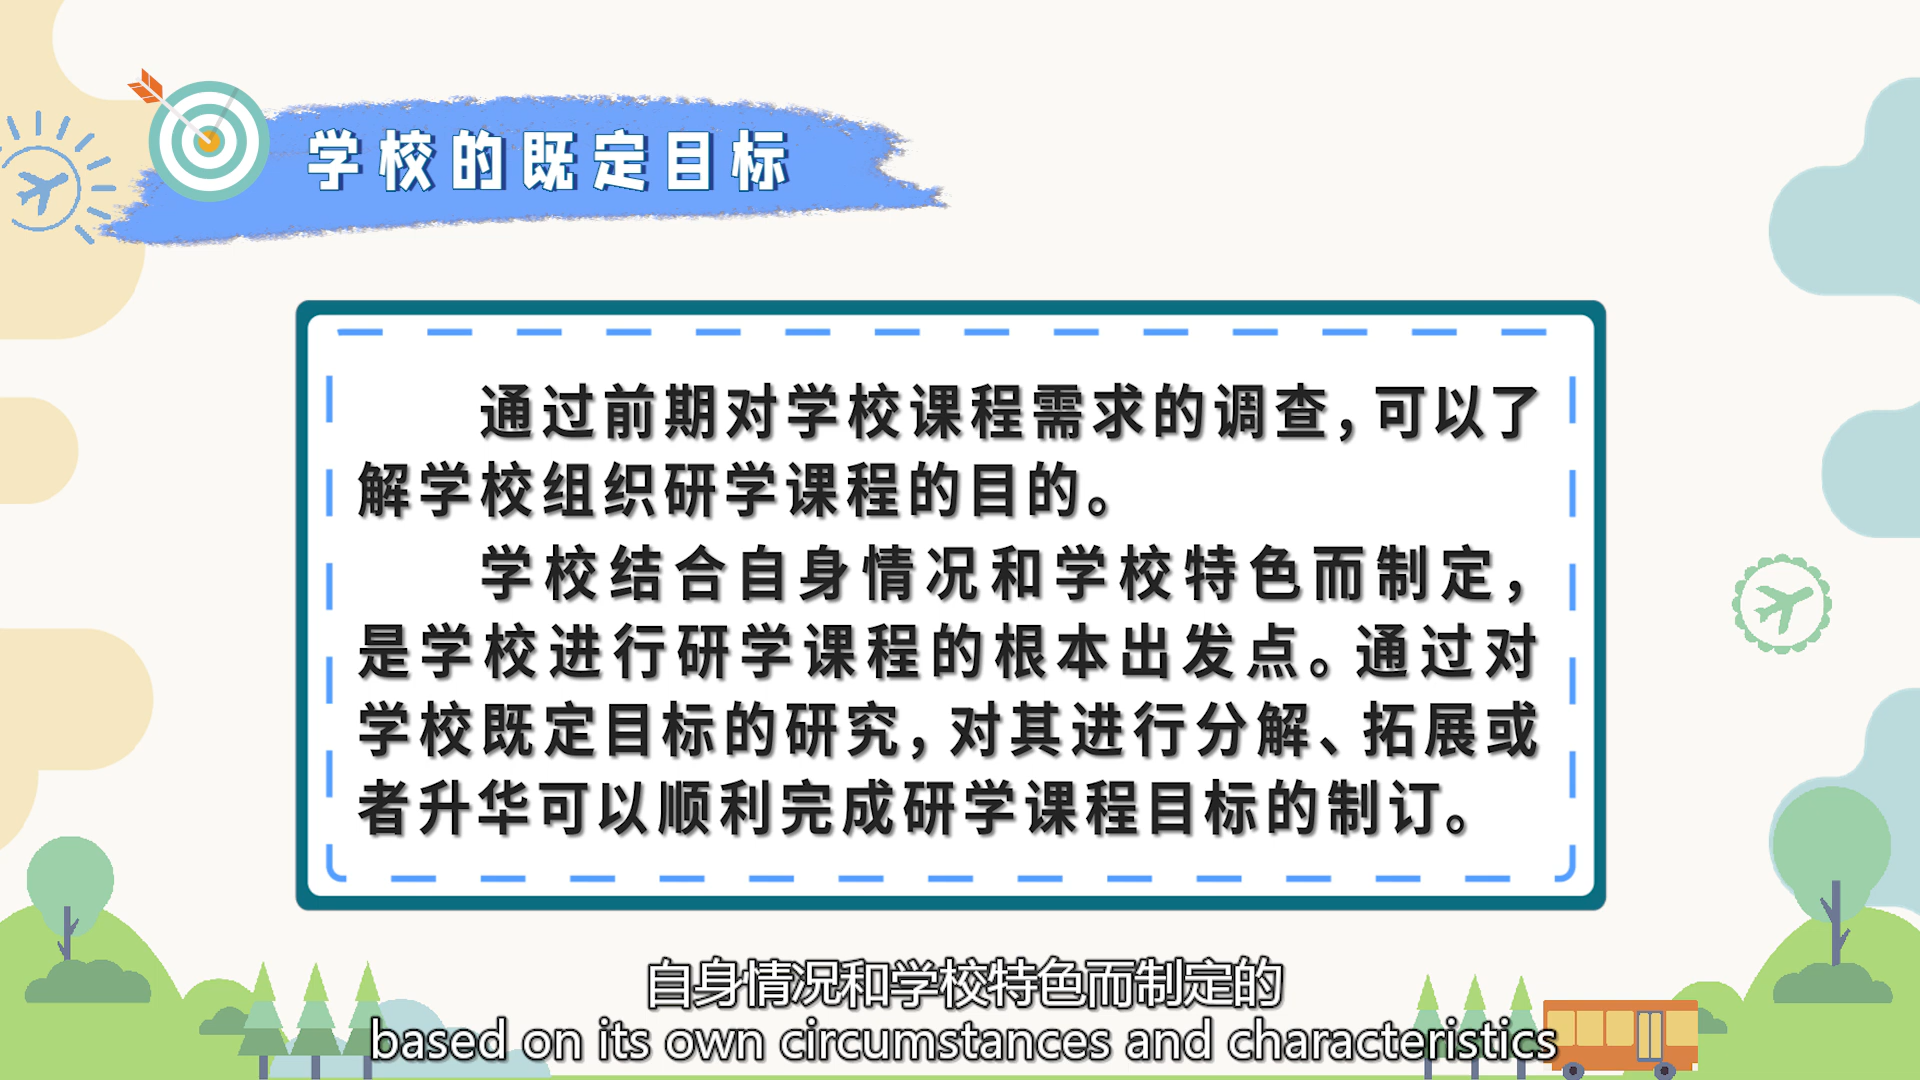 学校的既定目标
通过前期对学校课程需求的调查，可以了
解学校组织研学课程的目的。
学校结合自身情况和学校特色而制定，
是学校进行研学课程的根本出发点。通过对
学校既定目标的研究，对其进行分解、拓展或
者升华可以顺利完成研学课程目标的制订。
自身情况和学校特色而制定的
based on its own circumstances and characteristics